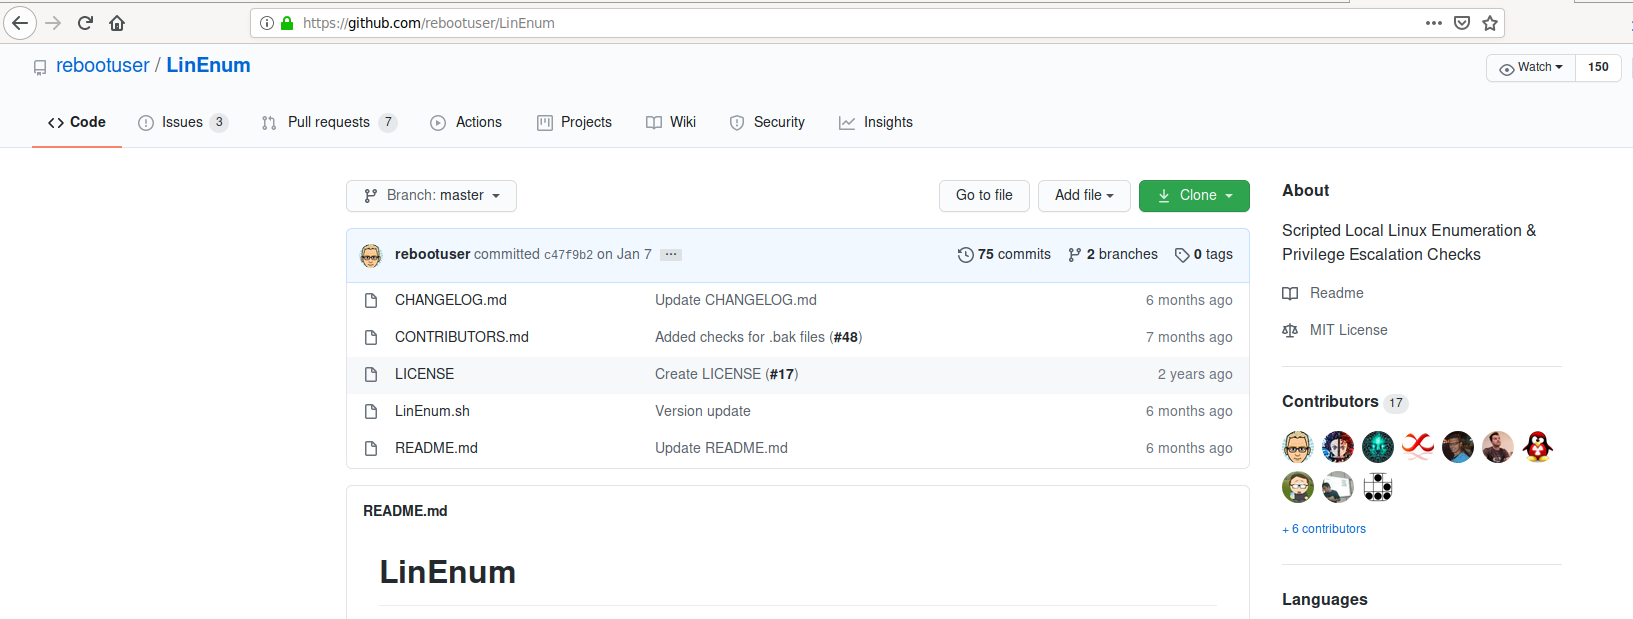 https://github.com/rebootuser/LinEnum
rebootuser / LinEnum
Watch 150
Code Issues 3 Pull requests 7 Actions Projects Wiki Security Insights
Branch: master Go to file Add file Clone
rebootuser committed c47f9b2 on Jan 7 ... 75 commits 2 branches 0 tags
CHANGELOG.md Update CHANGELOG.md 6 months ago
CONTRIBUTORS.md Added checks for .bak files (#48) 7 months ago
LICENSE Create LICENSE (#17) 2 years ago
LinEnum.sh Version update 6 months ago
README.md Update README.md 6 months ago
README.md
LinEnum
About
Scripted Local Linux Enumeration &
Privilege Escalation Checks
Readme
MIT License
Contributors 17
+ 6 contributors
Languages